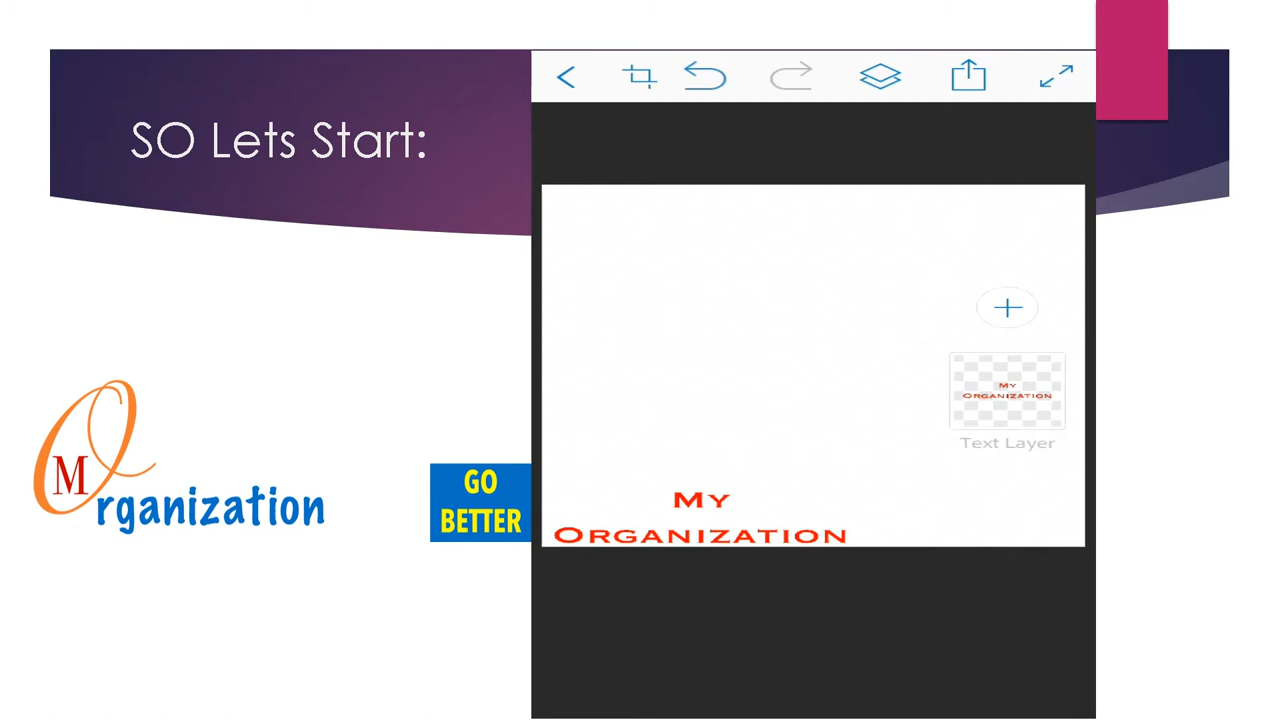 SO Lets Start:
MY
ORGANIZATION
Text Layer
MY
ORGANIZATION
O
M
rganization
GO
BETTER